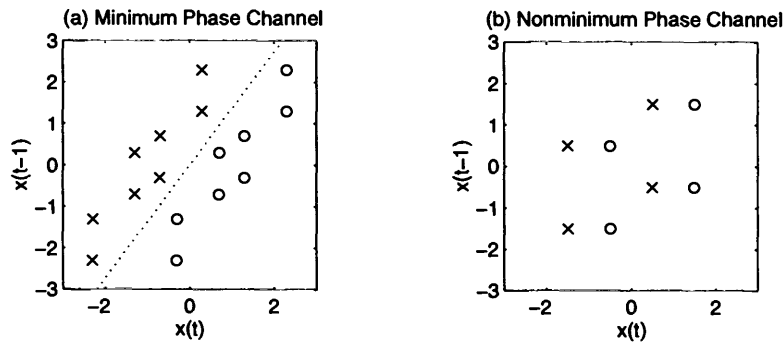 (a) Minimum Phase Channel
3
2
1
0
-1
-2
-3
x(t-1)
-2 0 2
x(t)
(b) Nonminimum Phase Channel
3
2
1
0
-1
-2
-3
x(t-1)
-2 0 2
x(t)